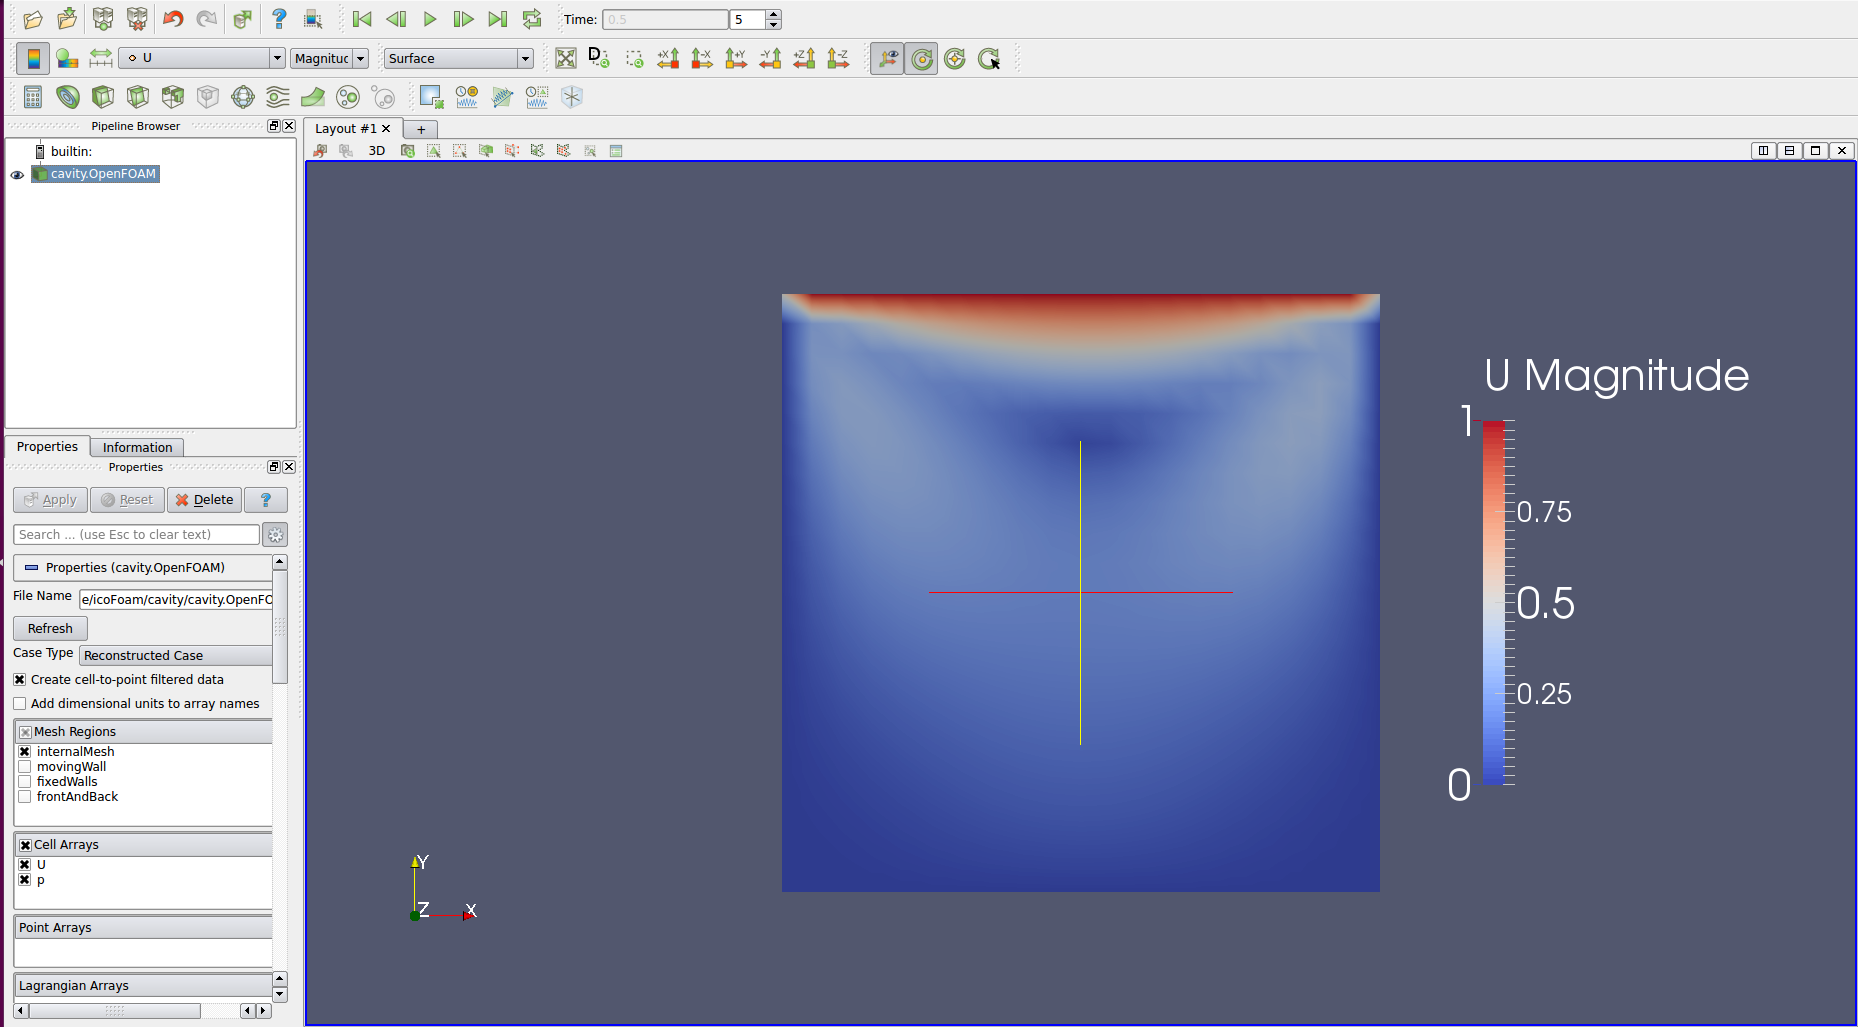 Time: 0.5 5
U Magnituc Surface
D +X -X +Y -Y +Z -Z
Pipeline Browser
Layout #1 +
builtin:
cavity.OpenFOAM
3D
Properties Information
Properties
Apply Reset Delete ?
Search ... (use Esc to clear text)
Properties (cavity.OpenFOAM)
File Name e/icoFoam/cavity/cavity.OpenFO
Refresh
Case Type Reconstructed Case
Create cell-to-point filtered data
Add dimensional units to array names
Mesh Regions
internalMesh
movingWall
fixedWalls
frontAndBack
Cell Arrays
U
p
Point Arrays
Lagrangian Arrays
U Magnitude
1
0.75
0.5
0.25
0
Y
Z X